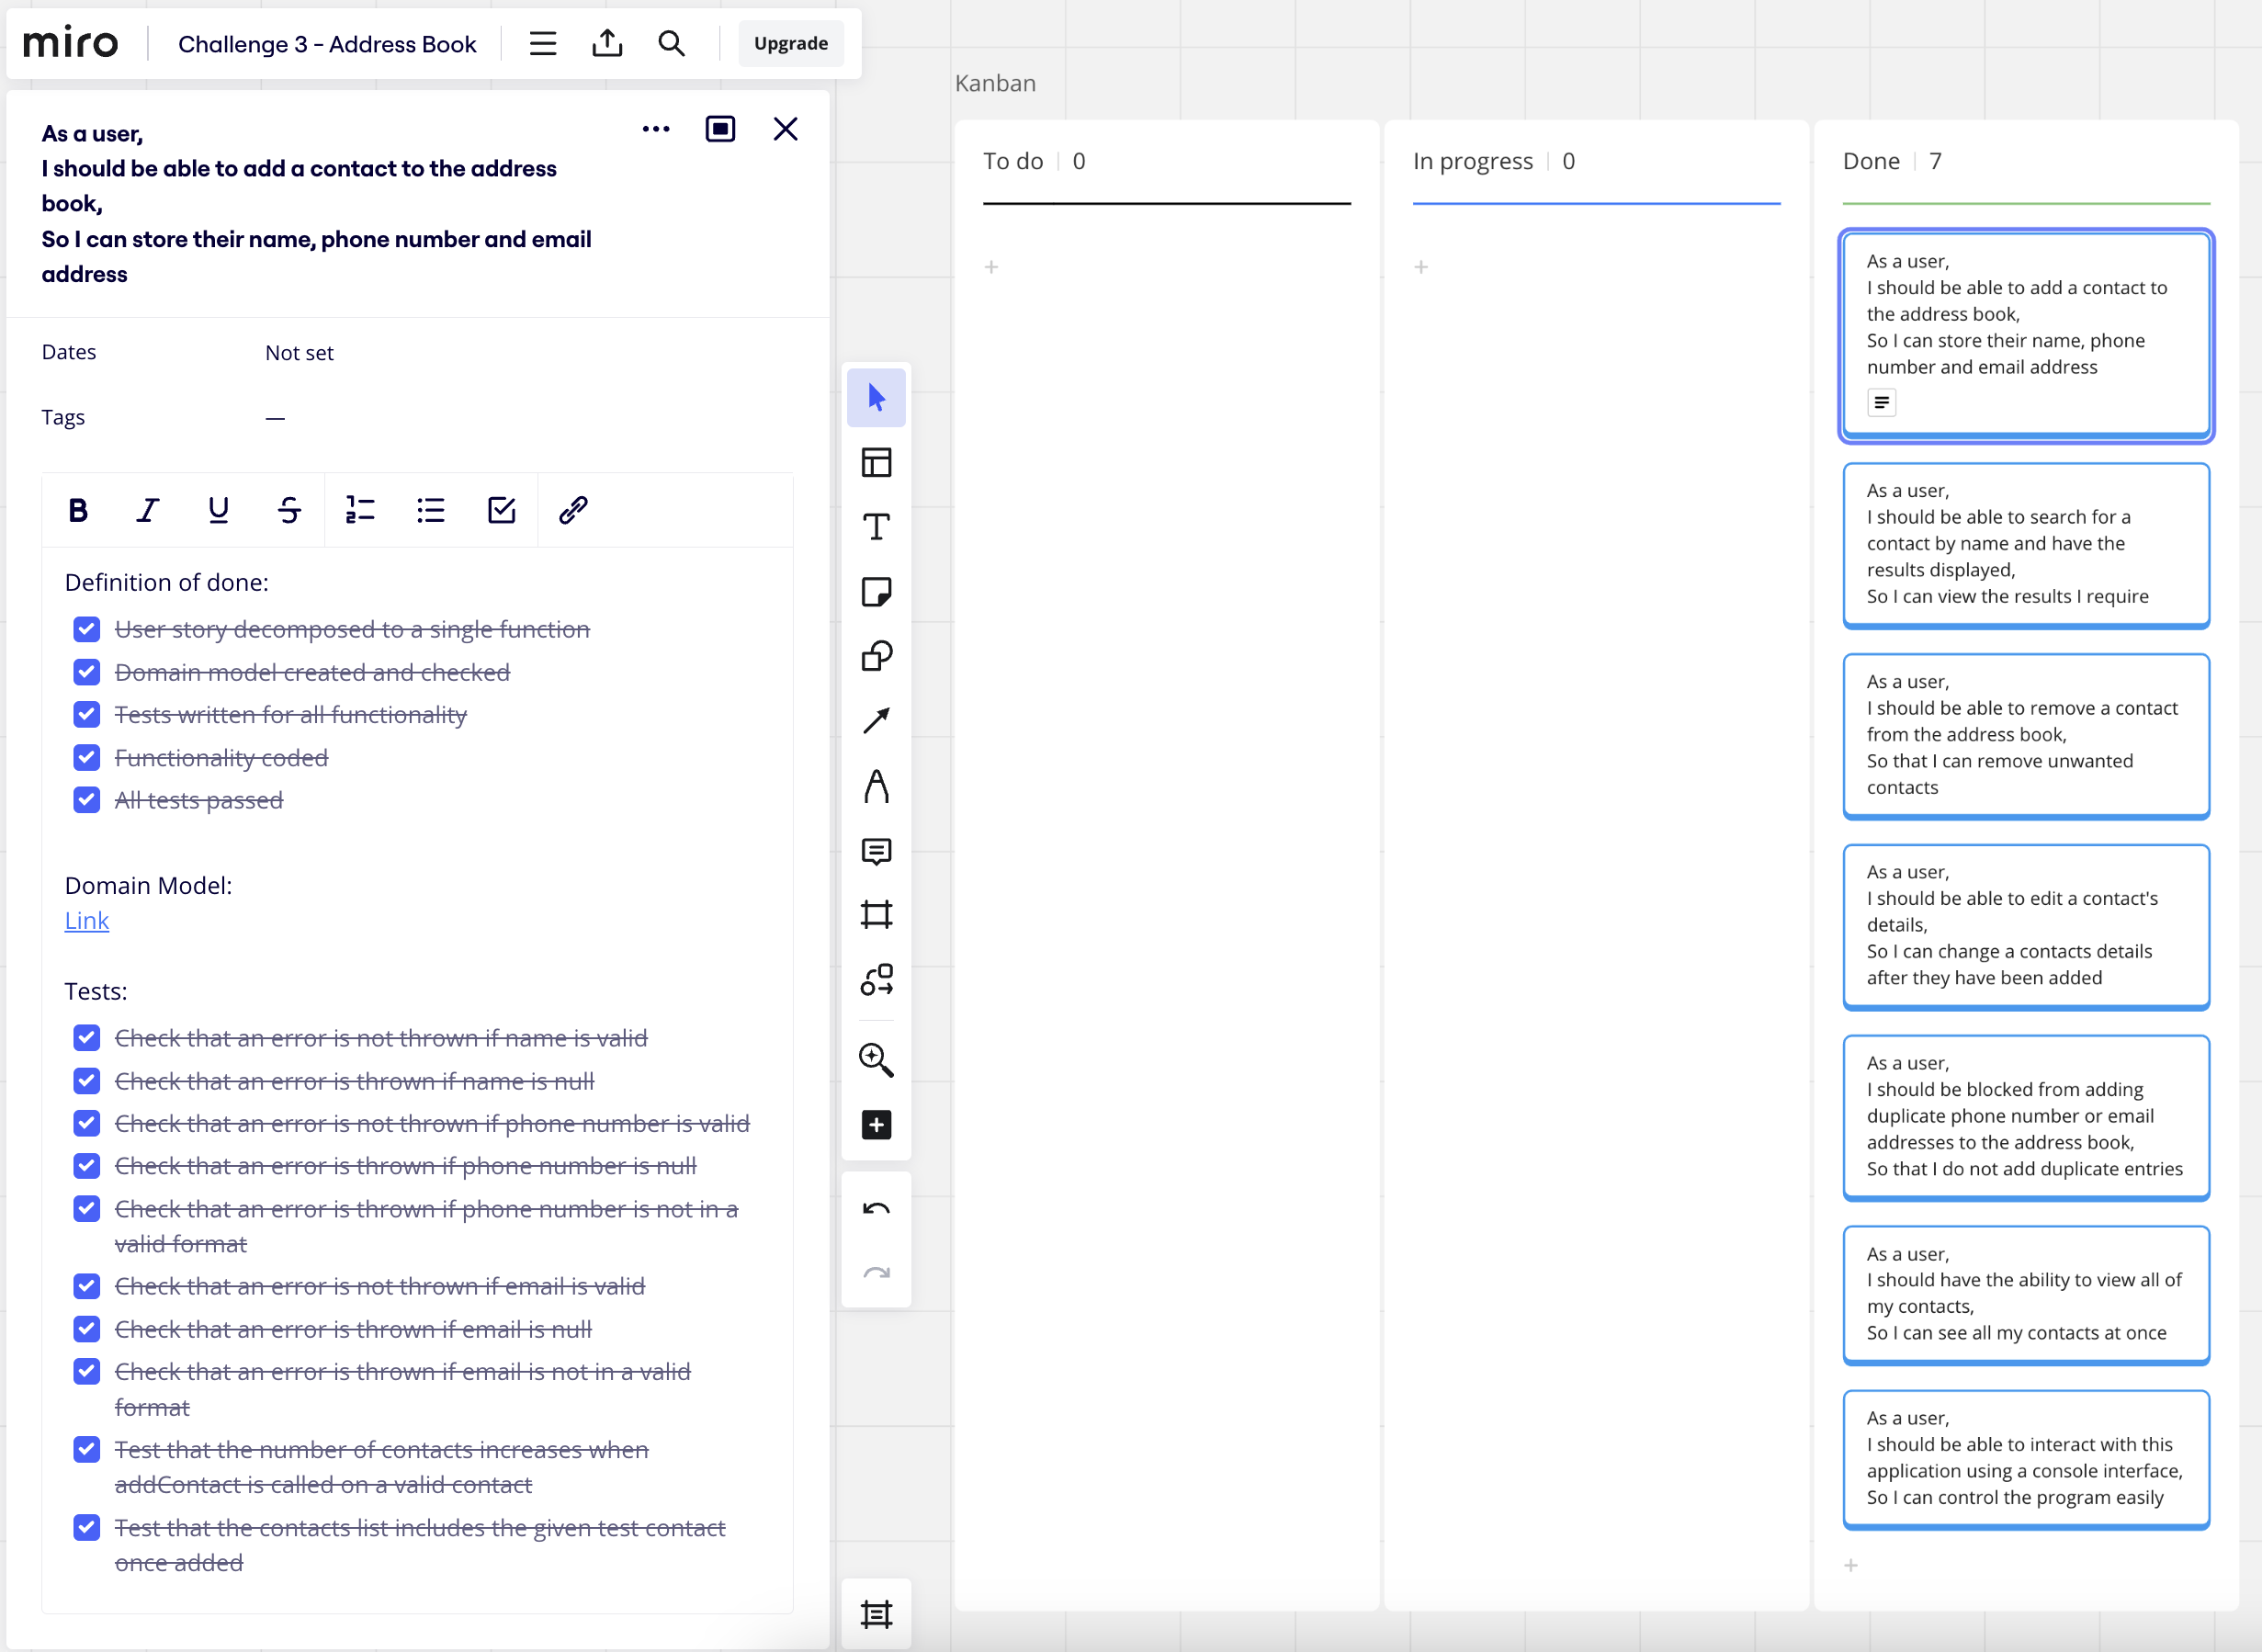 miro
Challenge 3 - Address Book
Upgrade
As a user,
I should be able to add a contact to the address
book,
So I can store their name, phone number and email
address
Dates
Not set
Tags
—
B I U S
Definition of done:
User story decomposed to a single function
Domain model created and checked
Tests written for all functionality
Functionality coded
All tests passed
Domain Model:
Link
Tests:
Check that an error is not thrown if name is valid
Check that an error is thrown if name is null
Check that an error is not thrown if phone number is valid
Check that an error is thrown if phone number is null
Check that an error is thrown if phone number is not in a
valid format
Check that an error is not thrown if email is valid
Check that an error is thrown if email is null
Check that an error is thrown if email is not in a valid
format
Test that the number of contacts increases when
addContact is called on a valid contact
Test that the contacts list includes the given test contact
once added
Kanban
To do 0
In progress 0
Done 7
As a user,
I should be able to add a contact to
the address book,
So I can store their name, phone
number and email address
As a user,
I should be able to search for a
contact by name and have the
results displayed,
So I can view the results I require
As a user,
I should be able to remove a contact
from the address book,
So that I can remove unwanted
contacts
As a user,
I should be able to edit a contact's
details,
So I can change a contacts details
after they have been added
As a user,
I should be blocked from adding
duplicate phone number or email
addresses to the address book,
So that I do not add duplicate entries
As a user,
I should have the ability to view all of
my contacts,
So I can see all my contacts at once
As a user,
I should be able to interact with this
application using a console interface,
So I can control the program easily